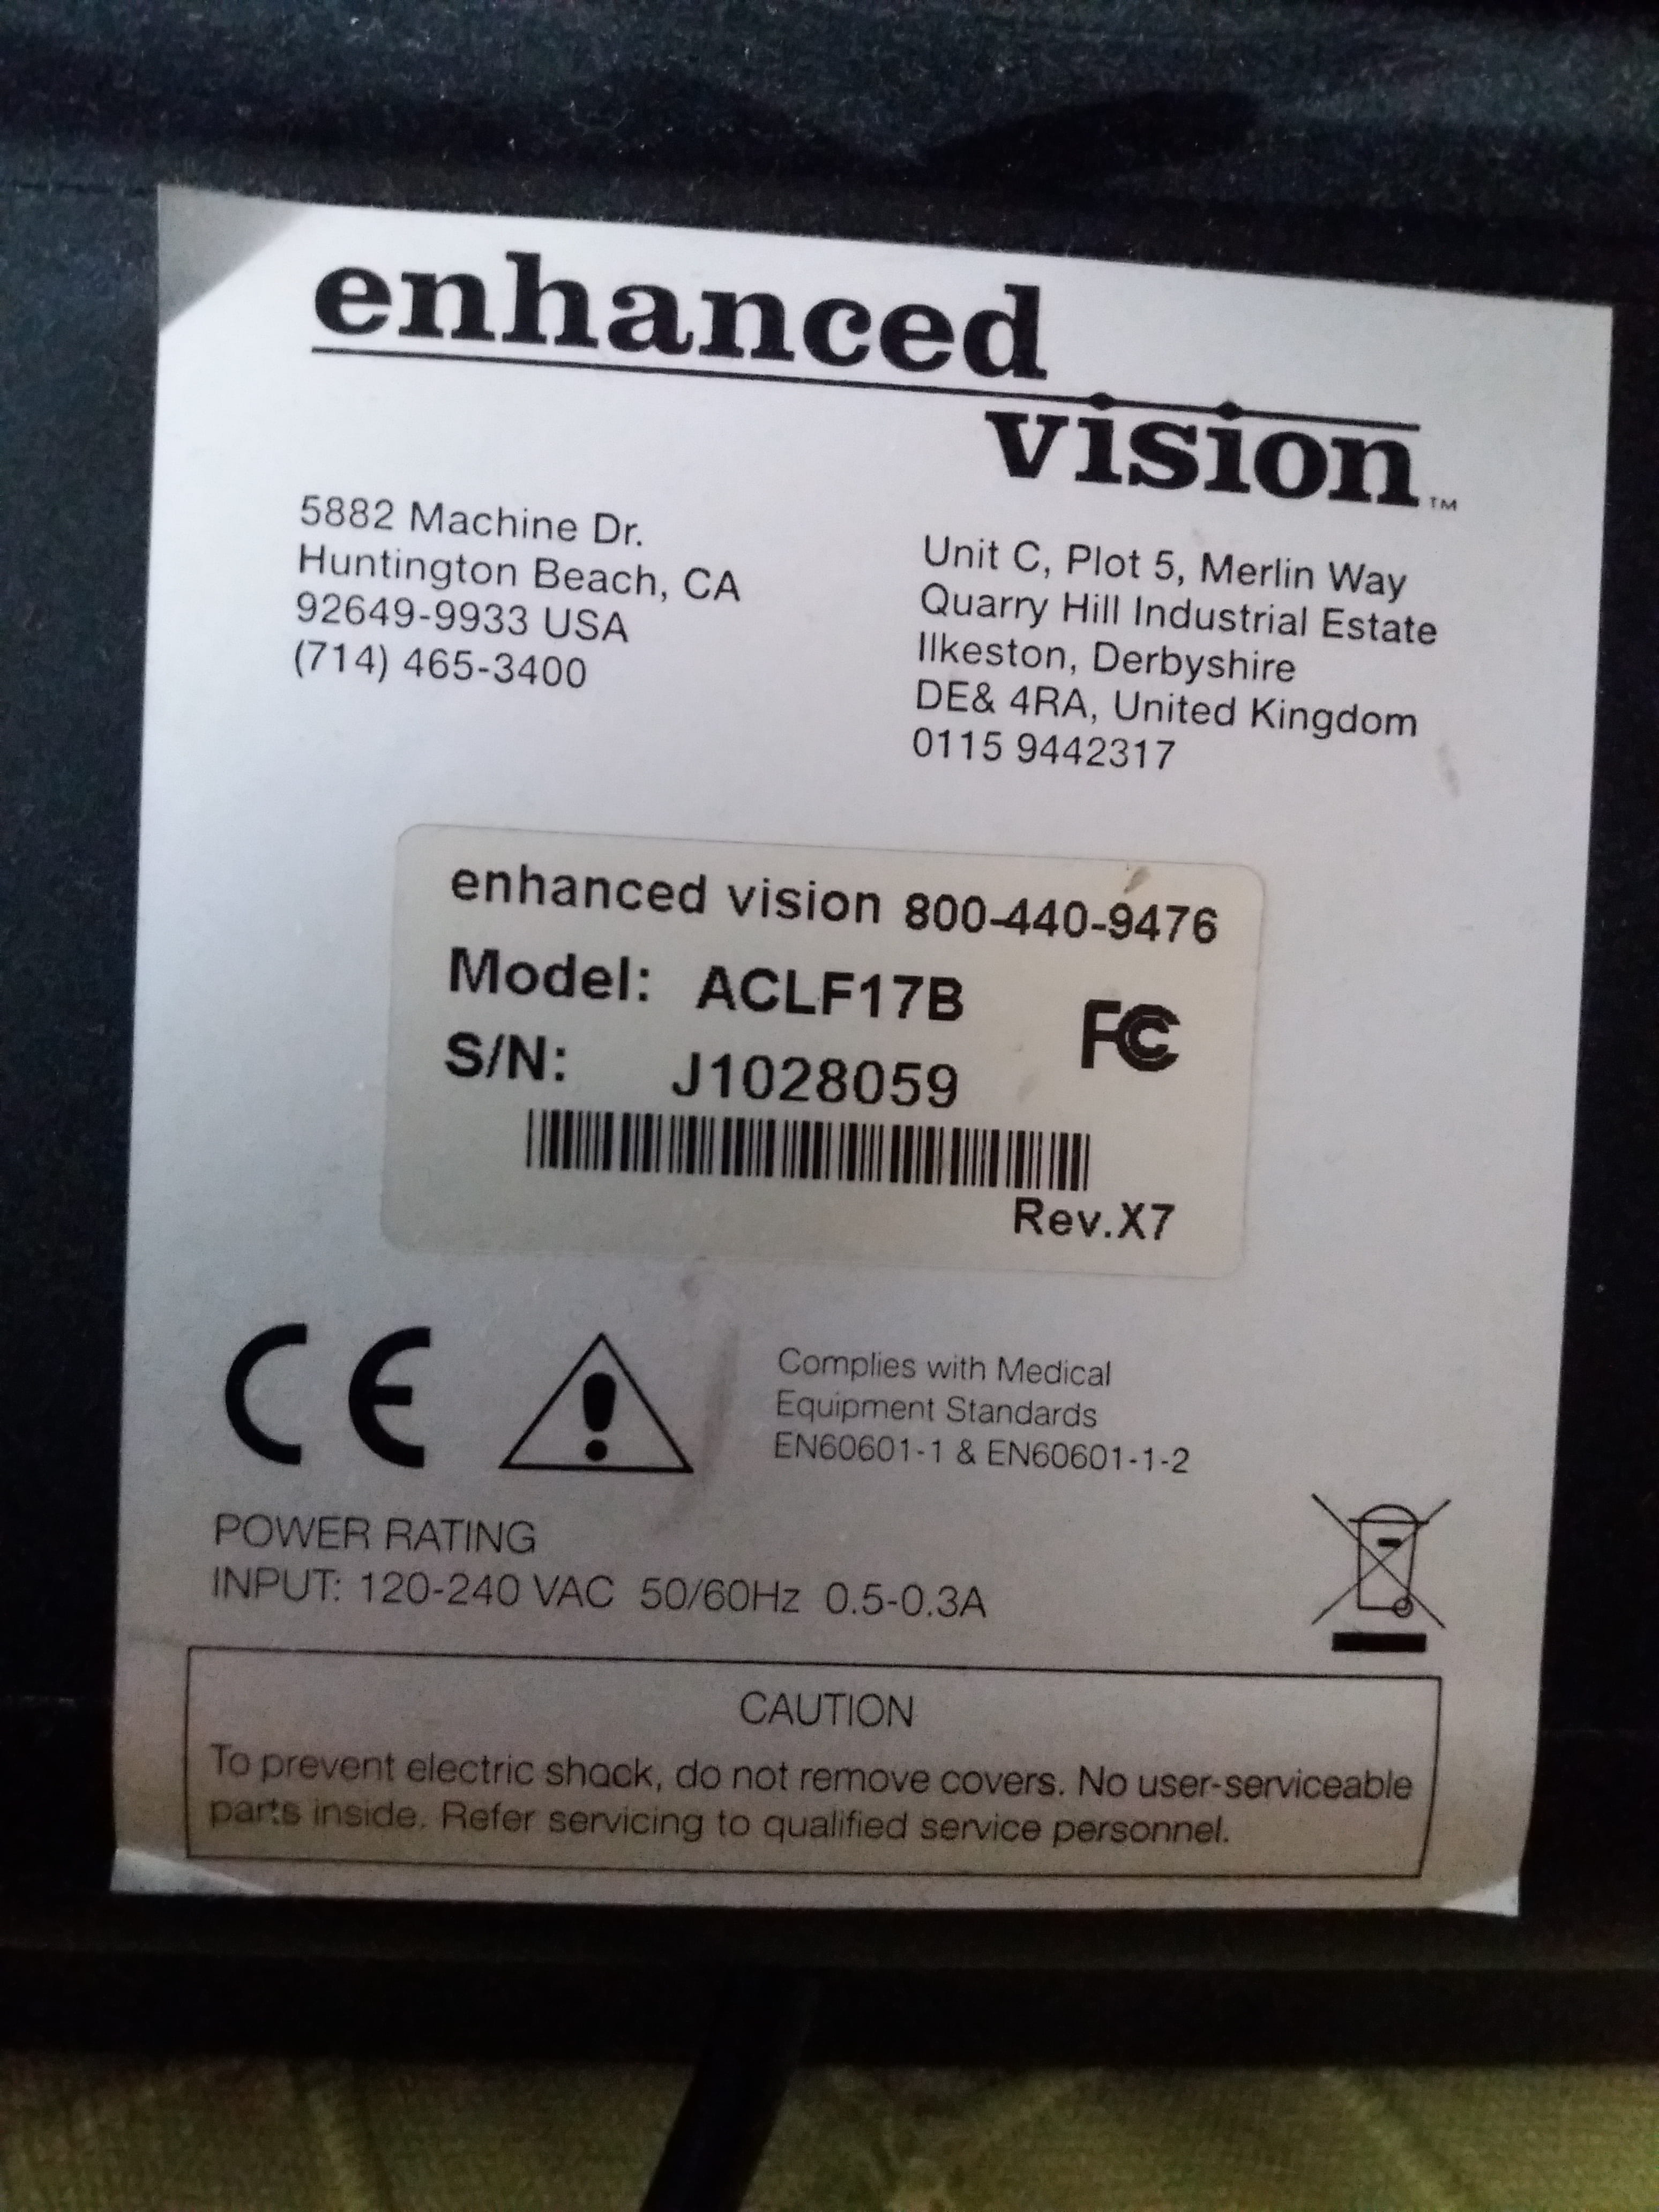 enhanced
vision™
5882 Machine Dr.
Huntington Beach, CA
92649-9933 USA
(714) 465-3400
Unit C, Plot 5, Merlin Way
Quarry Hill Industrial Estate
Ilkeston, Derbyshire
DE& 4RA, United Kingdom
0115 9442317
enhanced vision 800-440-9476
Model: ACLF17B
FC
S/N: J1028059
Rev.X7
CE
Complies with Medical
Equipment Standards
EN60601-1 & EN60601-1-2
POWER RATING
INPUT: 120-240 VAC 50/60Hz 0.5-0.3A
CAUTION
To prevent electric shock, do not remove covers. No user-serviceable
parts inside. Refer servicing to qualified service personnel.